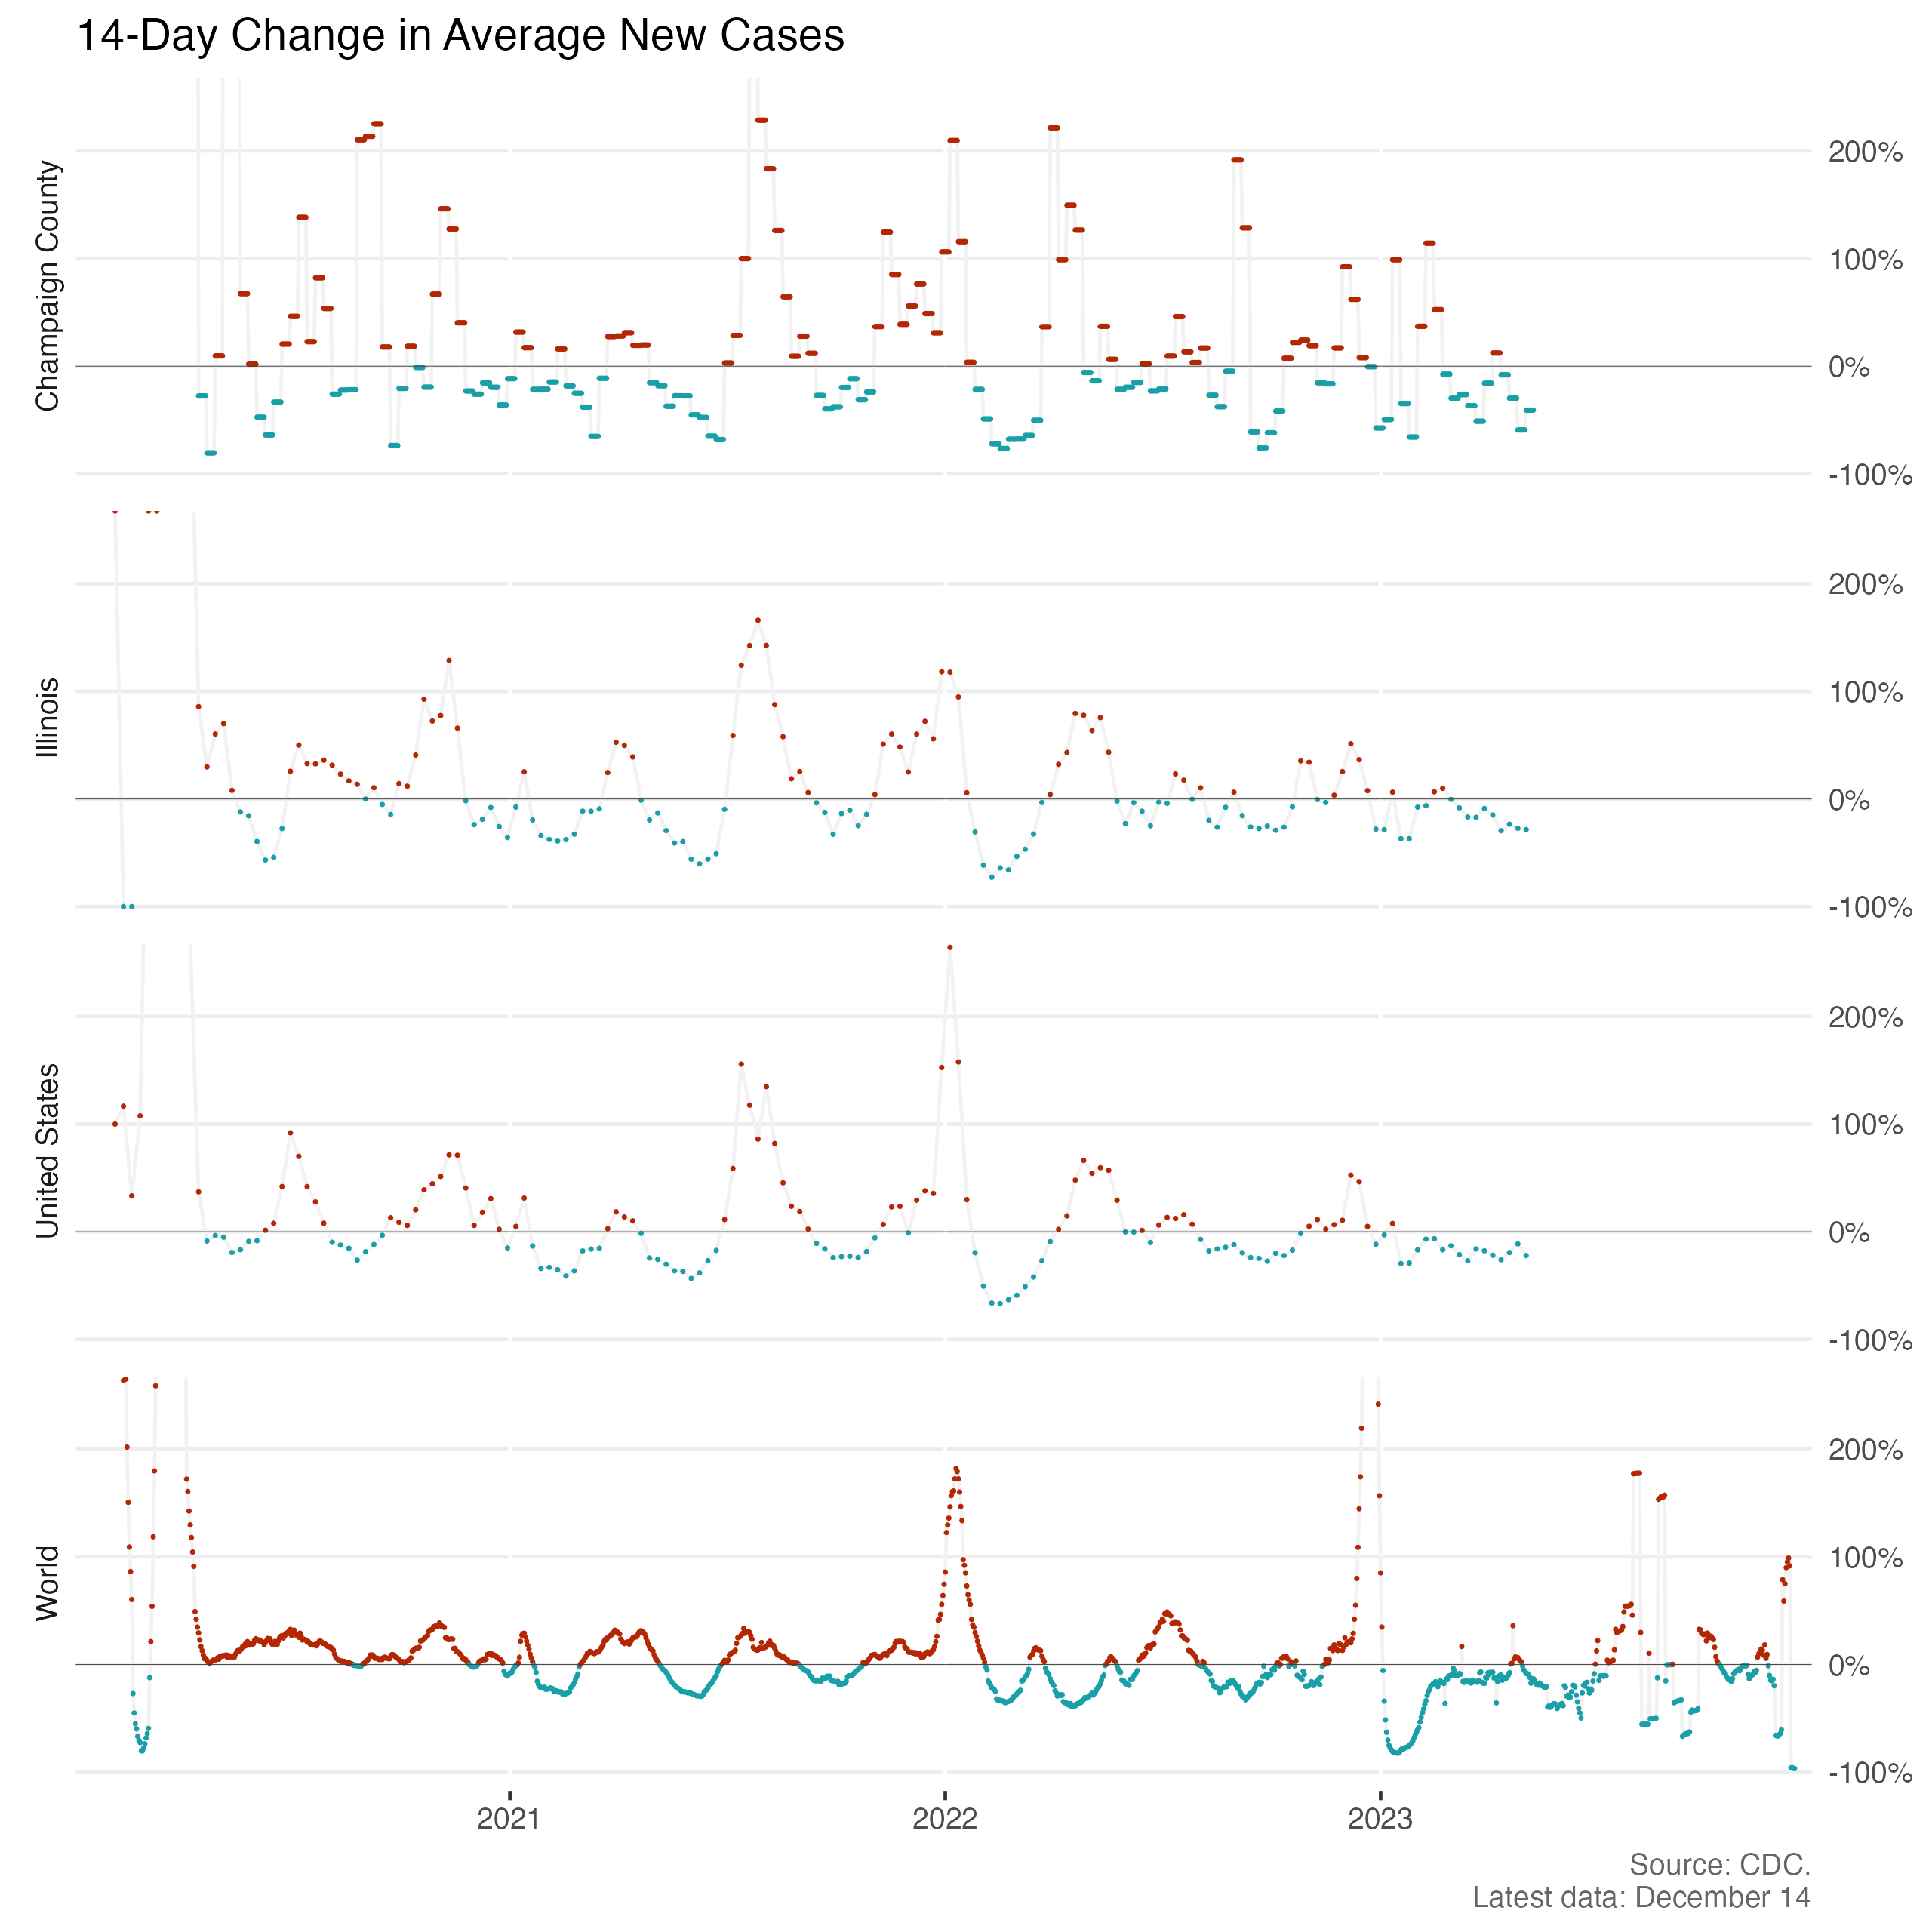 14-Day Change in Average New Cases
Champaign County
200%
100%
0%
-100%
Illinois
200%
100%
0%
-100%
United States
200%
100%
0%
-100%
World
200%
100%
0%
-100%
2021
2022
2023
Source: CDC.
Latest data: December 14